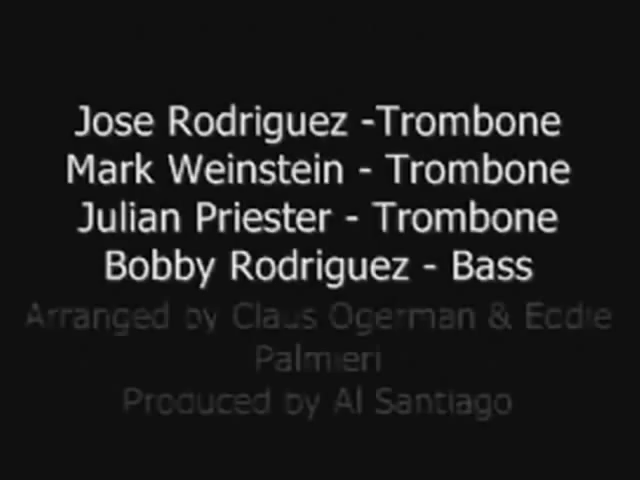 Jose Rodriguez -Trombone
Mark Weinstein - Trombone
Julian Priester - Trombone
Bobby Rodriguez - Bass
Arranged by Claus Ogerman & Eddie
Palmieri
Produced by Al Santiago